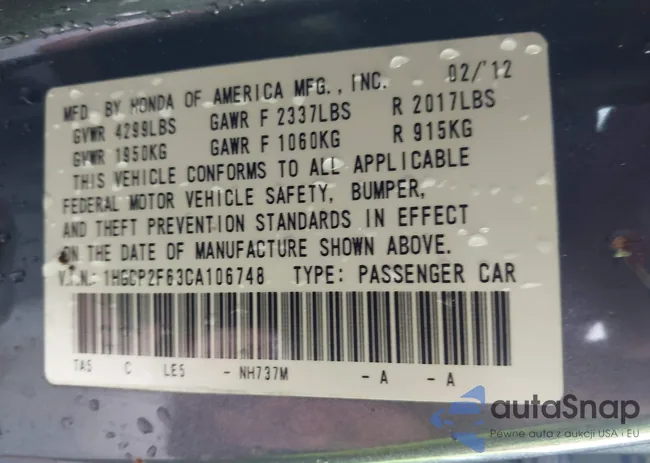 MFD. BY HONDA OF AMERICA MFG., INC. 02/'12
GVWR 4299LBS GAWR F 2337LBS R 2017LBS
GVWR 1950KG GAWR F 1060KG R 915KG
THIS VEHICLE CONFORMS TO ALL APPLICABLE
FEDERAL MOTOR VEHICLE SAFETY, BUMPER,
AND THEFT PREVENTION STANDARDS IN EFFECT
ON THE DATE OF MANUFACTURE SHOWN ABOVE.
V.I.N.: 1HGCP2F63CA106748 TYPE: PASSENGER CAR
TA5 C LE5 - NH737M - A - A
autoSnap
Pewne auto z aukcji USA i EU